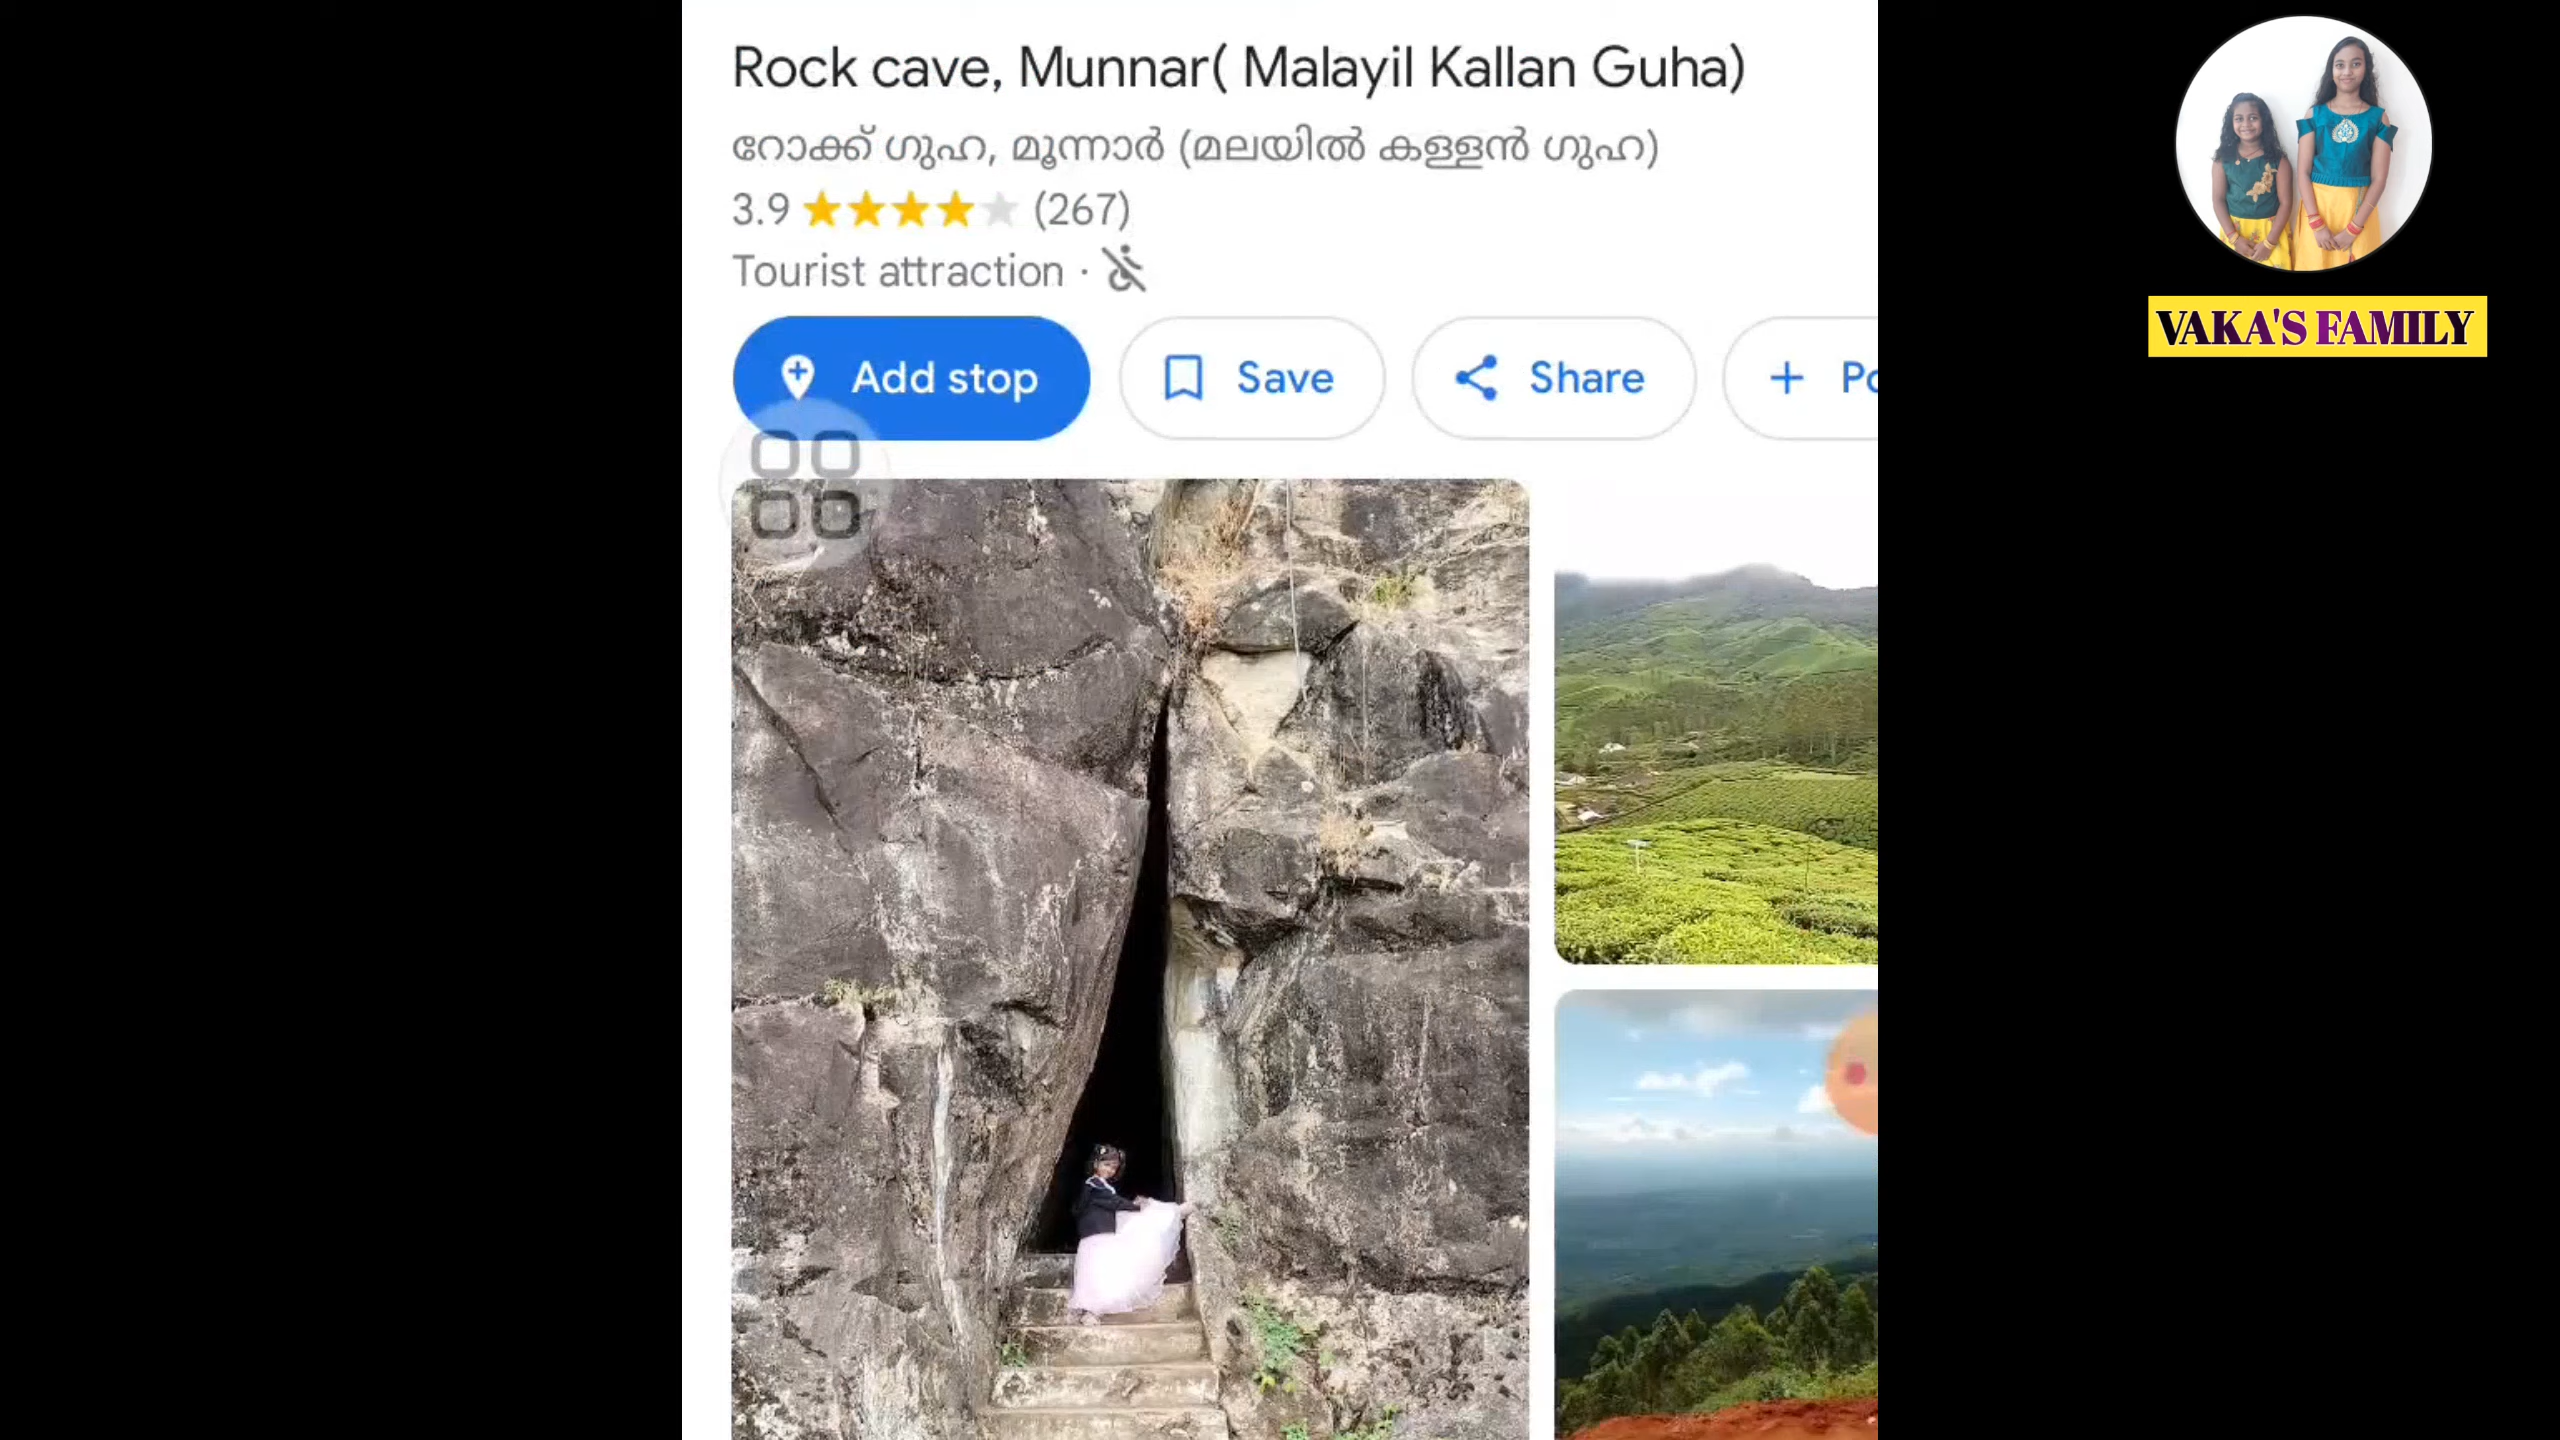 Rock cave, Munnar( Malayil Kallan Guha)
റോക്ക് ഗുഹ, മൂന്നാർ (മലയിൽ കള്ളൻ ഗുഹ)
3.9 (267)
Tourist attraction ·
Add stop
Save
Share
+ Po
VAKA'S FAMILY